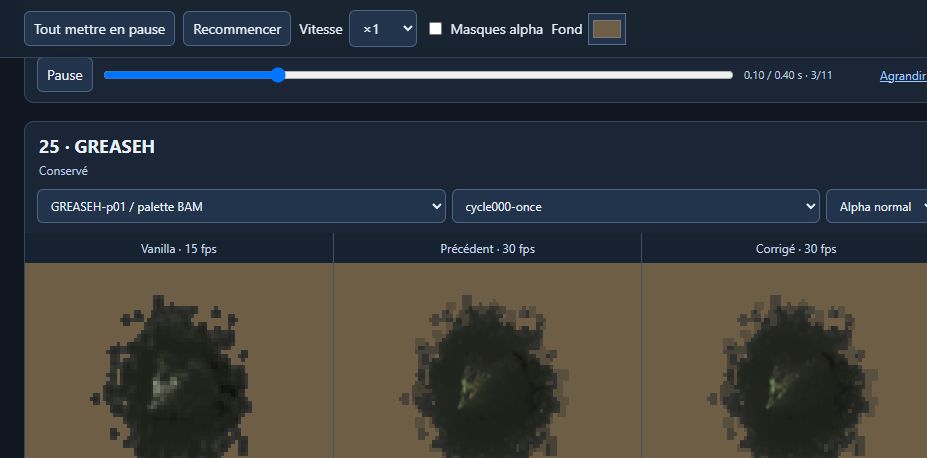 Tout mettre en pause Recommencer Vitesse ×1 Masques alpha Fond
Pause 0.10 / 0.40 s · 3/11 Agrandir
25 · GREASEH
Conservé
GREASEH-p01 / palette BAM cycle000-once Alpha normal
Vanilla · 15 fps Précédent · 30 fps Corrigé · 30 fps